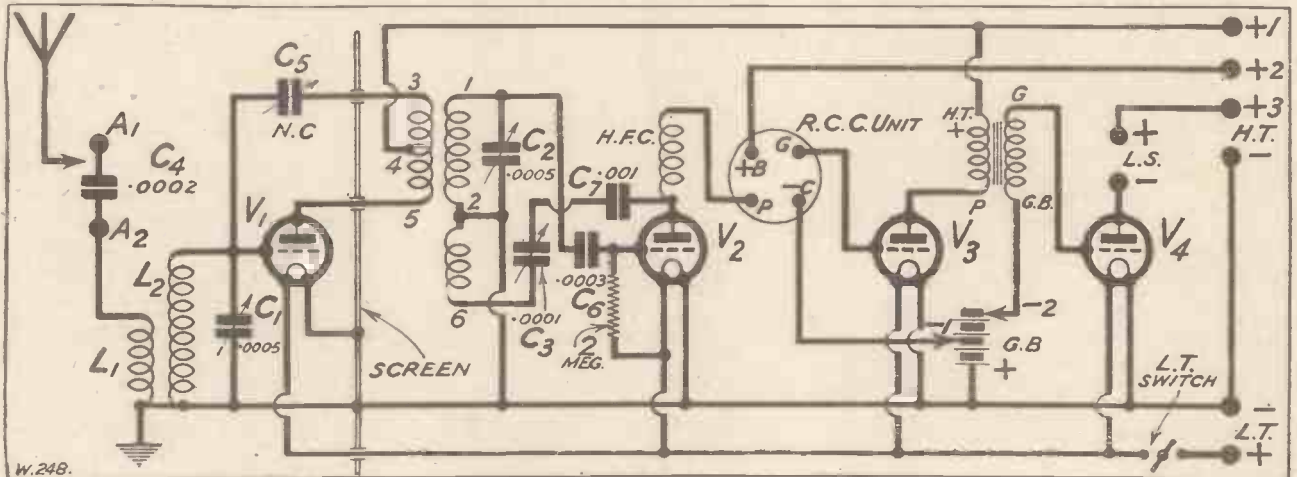 A1
C4
.0002
A2
L1
L2
C5
N.C
V1
C1
.0005
SCREEN
3
4
5
1
2
6
C2
.0005
C7 .001
C3
.0001
.0003
C6
2
MEG.
H.F.C.
V2
R.C.C. UNIT
+B
G
P
-C
H.T.
+
P
G
G.B.
V3
-1
-2
G.B
+
+
L.S.
-
V4
L.T.
SWITCH
+1
+2
+3
H.T.
-
-
L.T.
+
W.248.